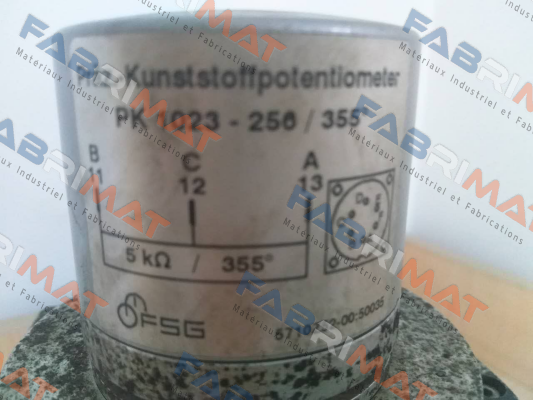 Kunststoffpotentiometer
PK 1023 - 256 / 355°
B C A
11 12 13
5 kΩ / 355°
FSG
FABRIMAT
Materiaux Industriel et Fabrications